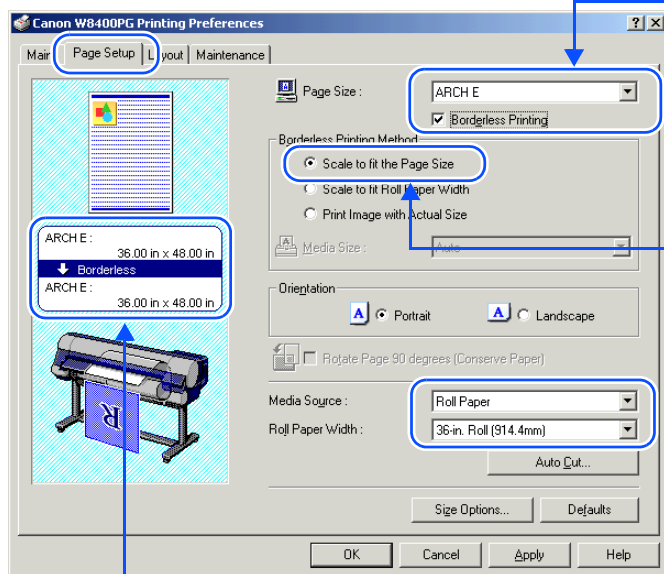 Canon W8400PG Printing Preferences
Page Setup Layout Maintenance
Page Size : ARCH E
Borderless Printing
Borderless Printing Method
Scale to fit the Page Size
Scale to fit Roll Paper Width
Print Image with Actual Size
Media Size : Auto
ARCH E :
36.00 in x 48.00 in
Borderless
ARCH E :
36.00 in x 48.00 in
Orientation
A Portrait A Landscape
Rotate Page 90 degrees (Conserve Paper)
R
Media Source : Roll Paper
Roll Paper Width : 36-in. Roll (914.4mm)
Auto Cut...
Size Options... Defaults
OK Cancel Apply Help